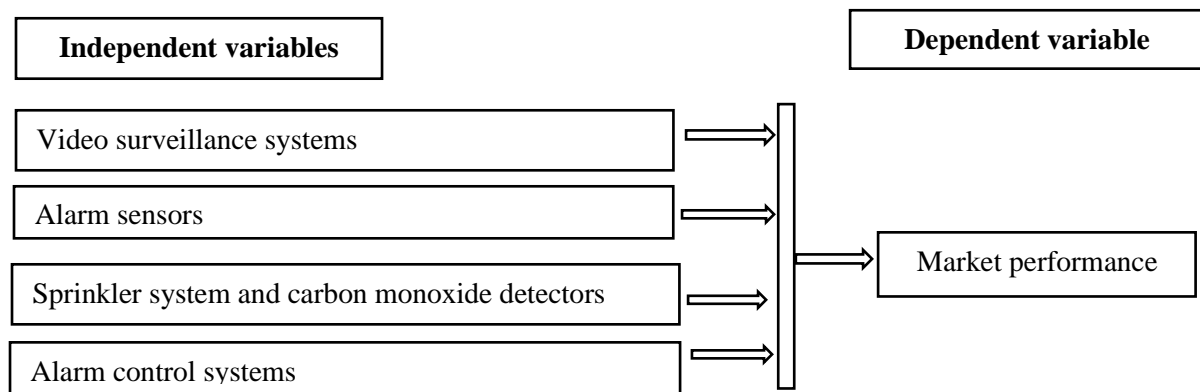 Independent variables
Dependent variable
Video surveillance systems
Alarm sensors
Sprinkler system and carbon monoxide detectors
Market performance
Alarm control systems